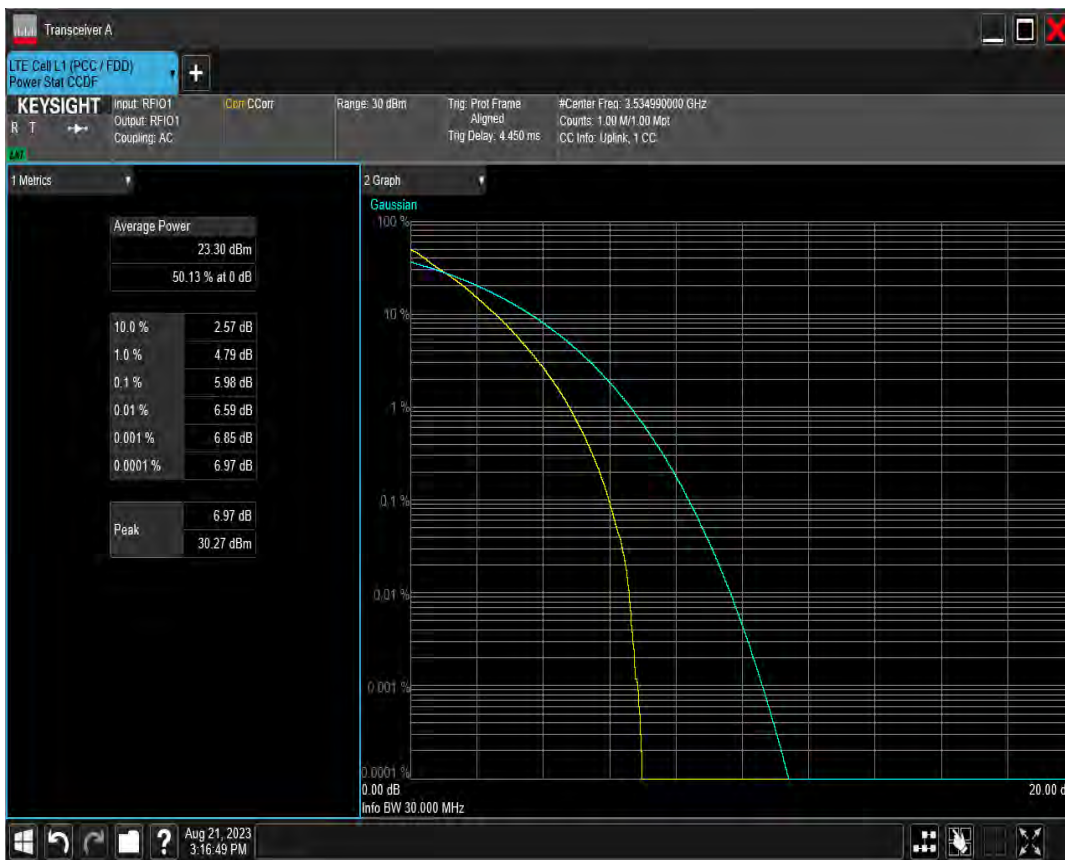 Transceiver A
LTE Cell L1 (PCC / FDD)
Power Stat CCDF
KEYSIGHT
R T
LNI
Input: RFIO1
Output: RFIO1
Coupling: AC
Corr CCorr
Range: 30 dBm
Trig: Prot Frame
Aligned
Trig Delay: 4.450 ms
#Center Freq: 3.534990000 GHz
Counts: 1.00 M/1.00 Mpt
CC Info: Uplink, 1 CC
1 Metrics
Average Power
23.30 dBm
50.13 % at 0 dB
10.0 % 2.57 dB
1.0 % 4.79 dB
0.1 % 5.98 dB
0.01 % 6.59 dB
0.001 % 6.85 dB
0.0001 % 6.97 dB
Peak
6.97 dB
30.27 dBm
2 Graph
Gaussian
100 %
10 %
1 %
0.1 %
0.01 %
0.001 %
0.0001 %
0.00 dB
20.00 d
Info BW 30.000 MHz
Aug 21, 2023
3:16:49 PM